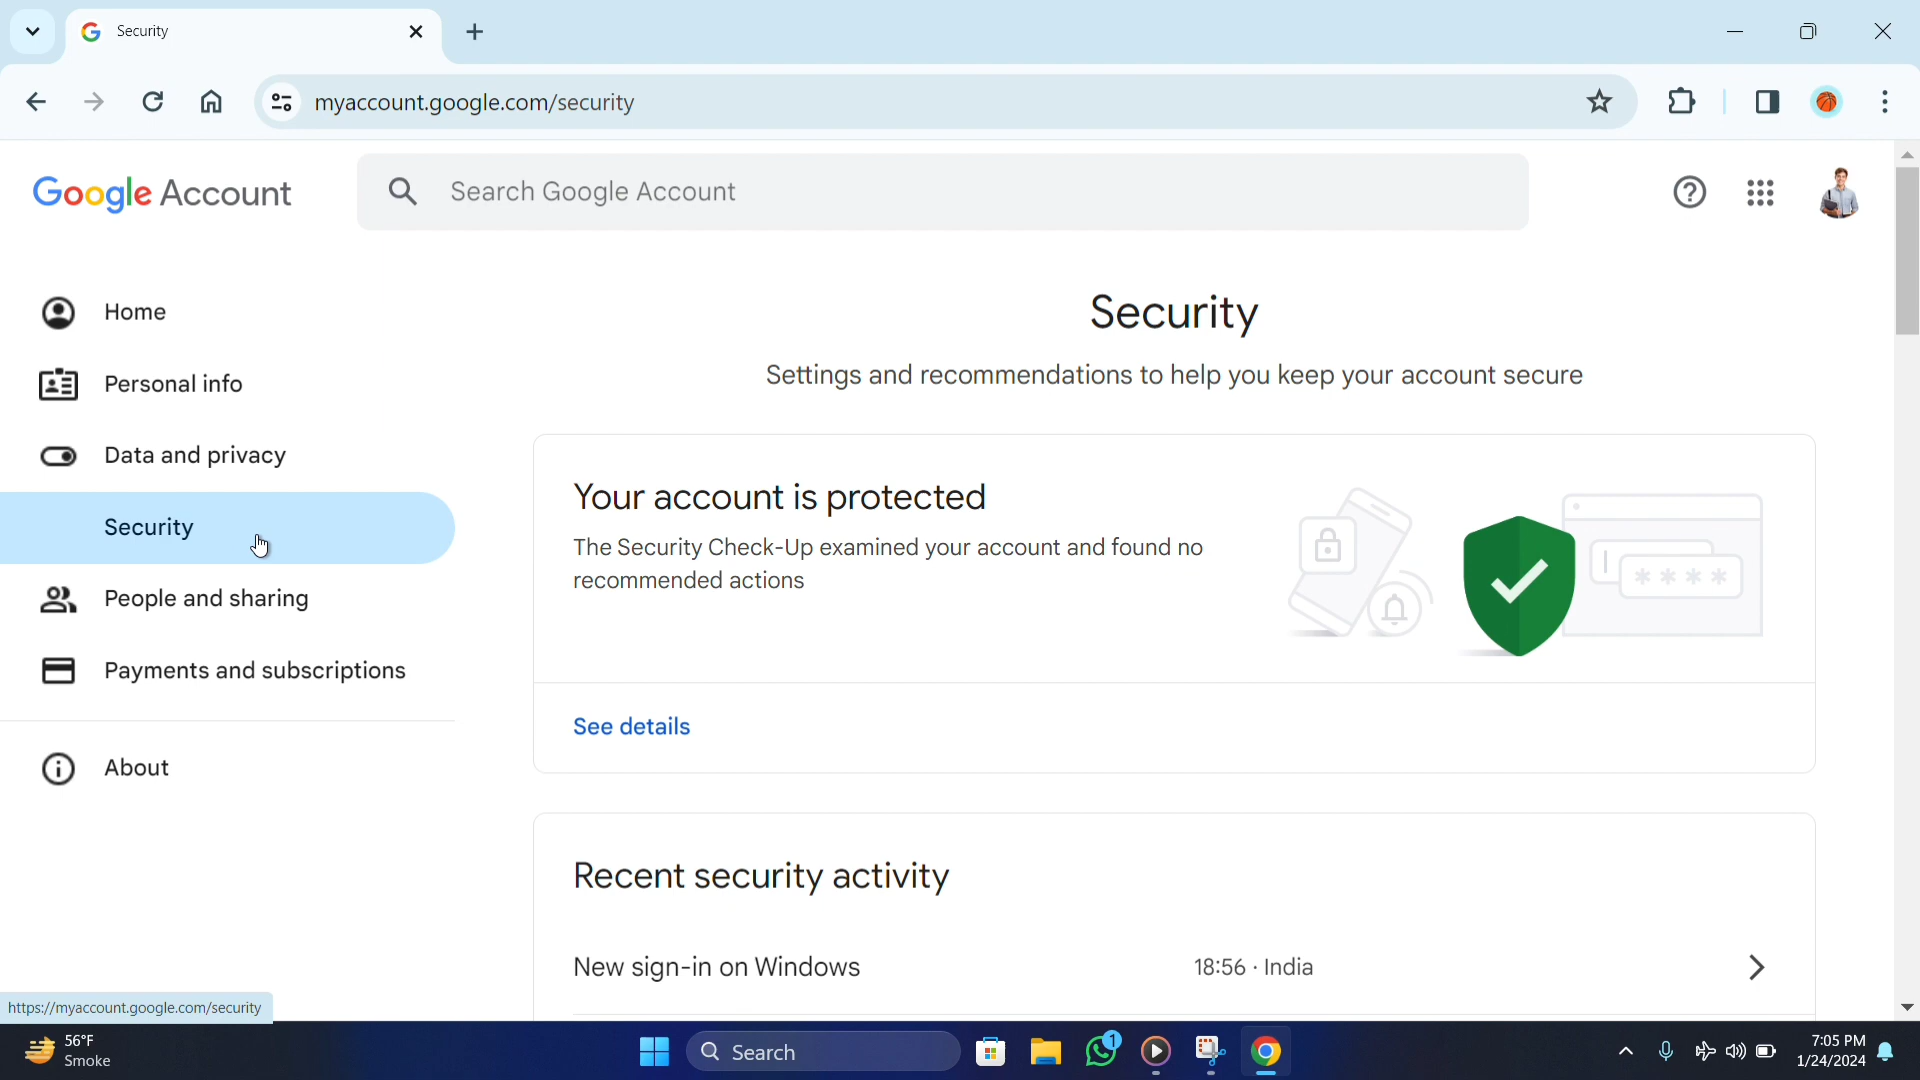 Security
myaccount.google.com/security
Google Account
Search Google Account
Home
Personal info
Data and privacy
Security
People and sharing
Payments and subscriptions
About
Security
Settings and recommendations to help you keep your account secure
Your account is protected
The Security Check-Up examined your account and found no
recommended actions
****
See details
Recent security activity
New sign-in on Windows
18:56 · India
https://myaccount.google.com/security
56°F
Smoke
Search
1
7:05 PM
1/24/2024